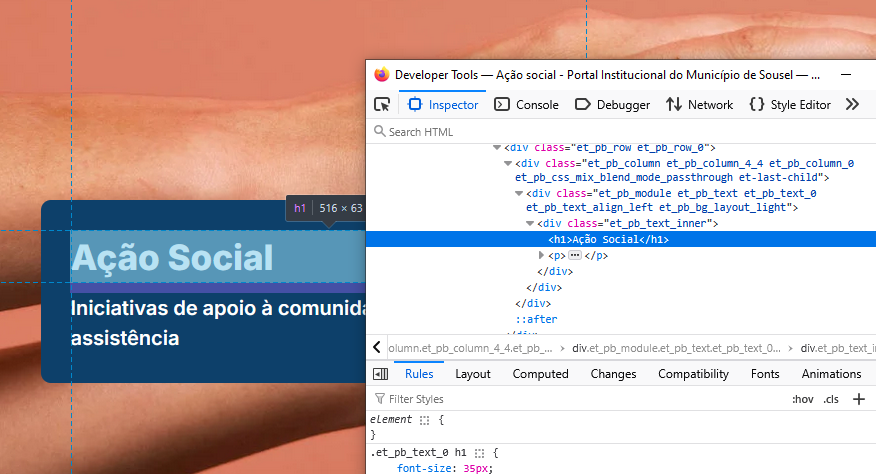 Developer Tools — Ação social - Portal Institucional do Município de Sousel — ...
Inspector Console Debugger Network Style Editor
Search HTML
<div class="et_pb_row et_pb_row_0">
<div class="et_pb_column et_pb_column_4_4 et_pb_column_0
et_pb_css_mix_blend_mode_passthrough et-last-child">
<div class="et_pb_module et_pb_text et_pb_text_0
et_pb_text_align_left et_pb_bg_layout_light">
h1 516 × 63
<div class="et_pb_text_inner">
<h1>Ação Social</h1>
<p> ... </p>
</div>
</div>
</div>
::after
Ação Social
Iniciativas de apoio à comunida
assistência
olumn.et_pb_column_4_4.et_pb_... > div.et_pb_module.et_pb_text.et_pb_text_0... > div.et_pb_text_i
Rules Layout Computed Changes Compatibility Fonts Animations
Filter Styles :hov .cls +
element {
}
.et_pb_text_0 h1 {
font-size: 35px;